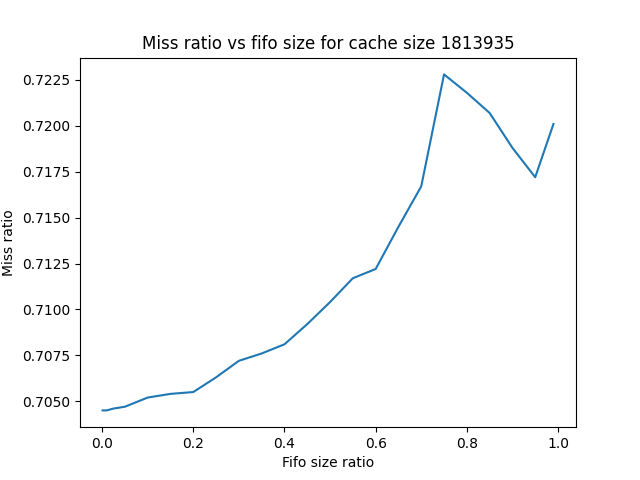 Miss ratio vs fifo size for cache size 1813935
Miss ratio
0.7225
0.7200
0.7175
0.7150
0.7125
0.7100
0.7075
0.7050
0.0 0.2 0.4 0.6 0.8 1.0
Fifo size ratio